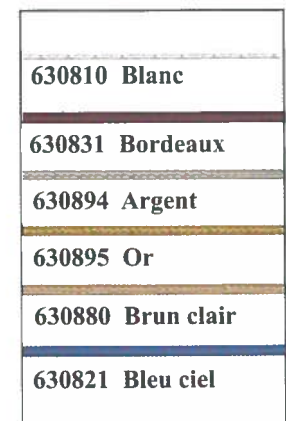 630810 Blanc
630831 Bordeaux
630894 Argent
630895 Or
630880 Brun clair
630821 Bleu ciel